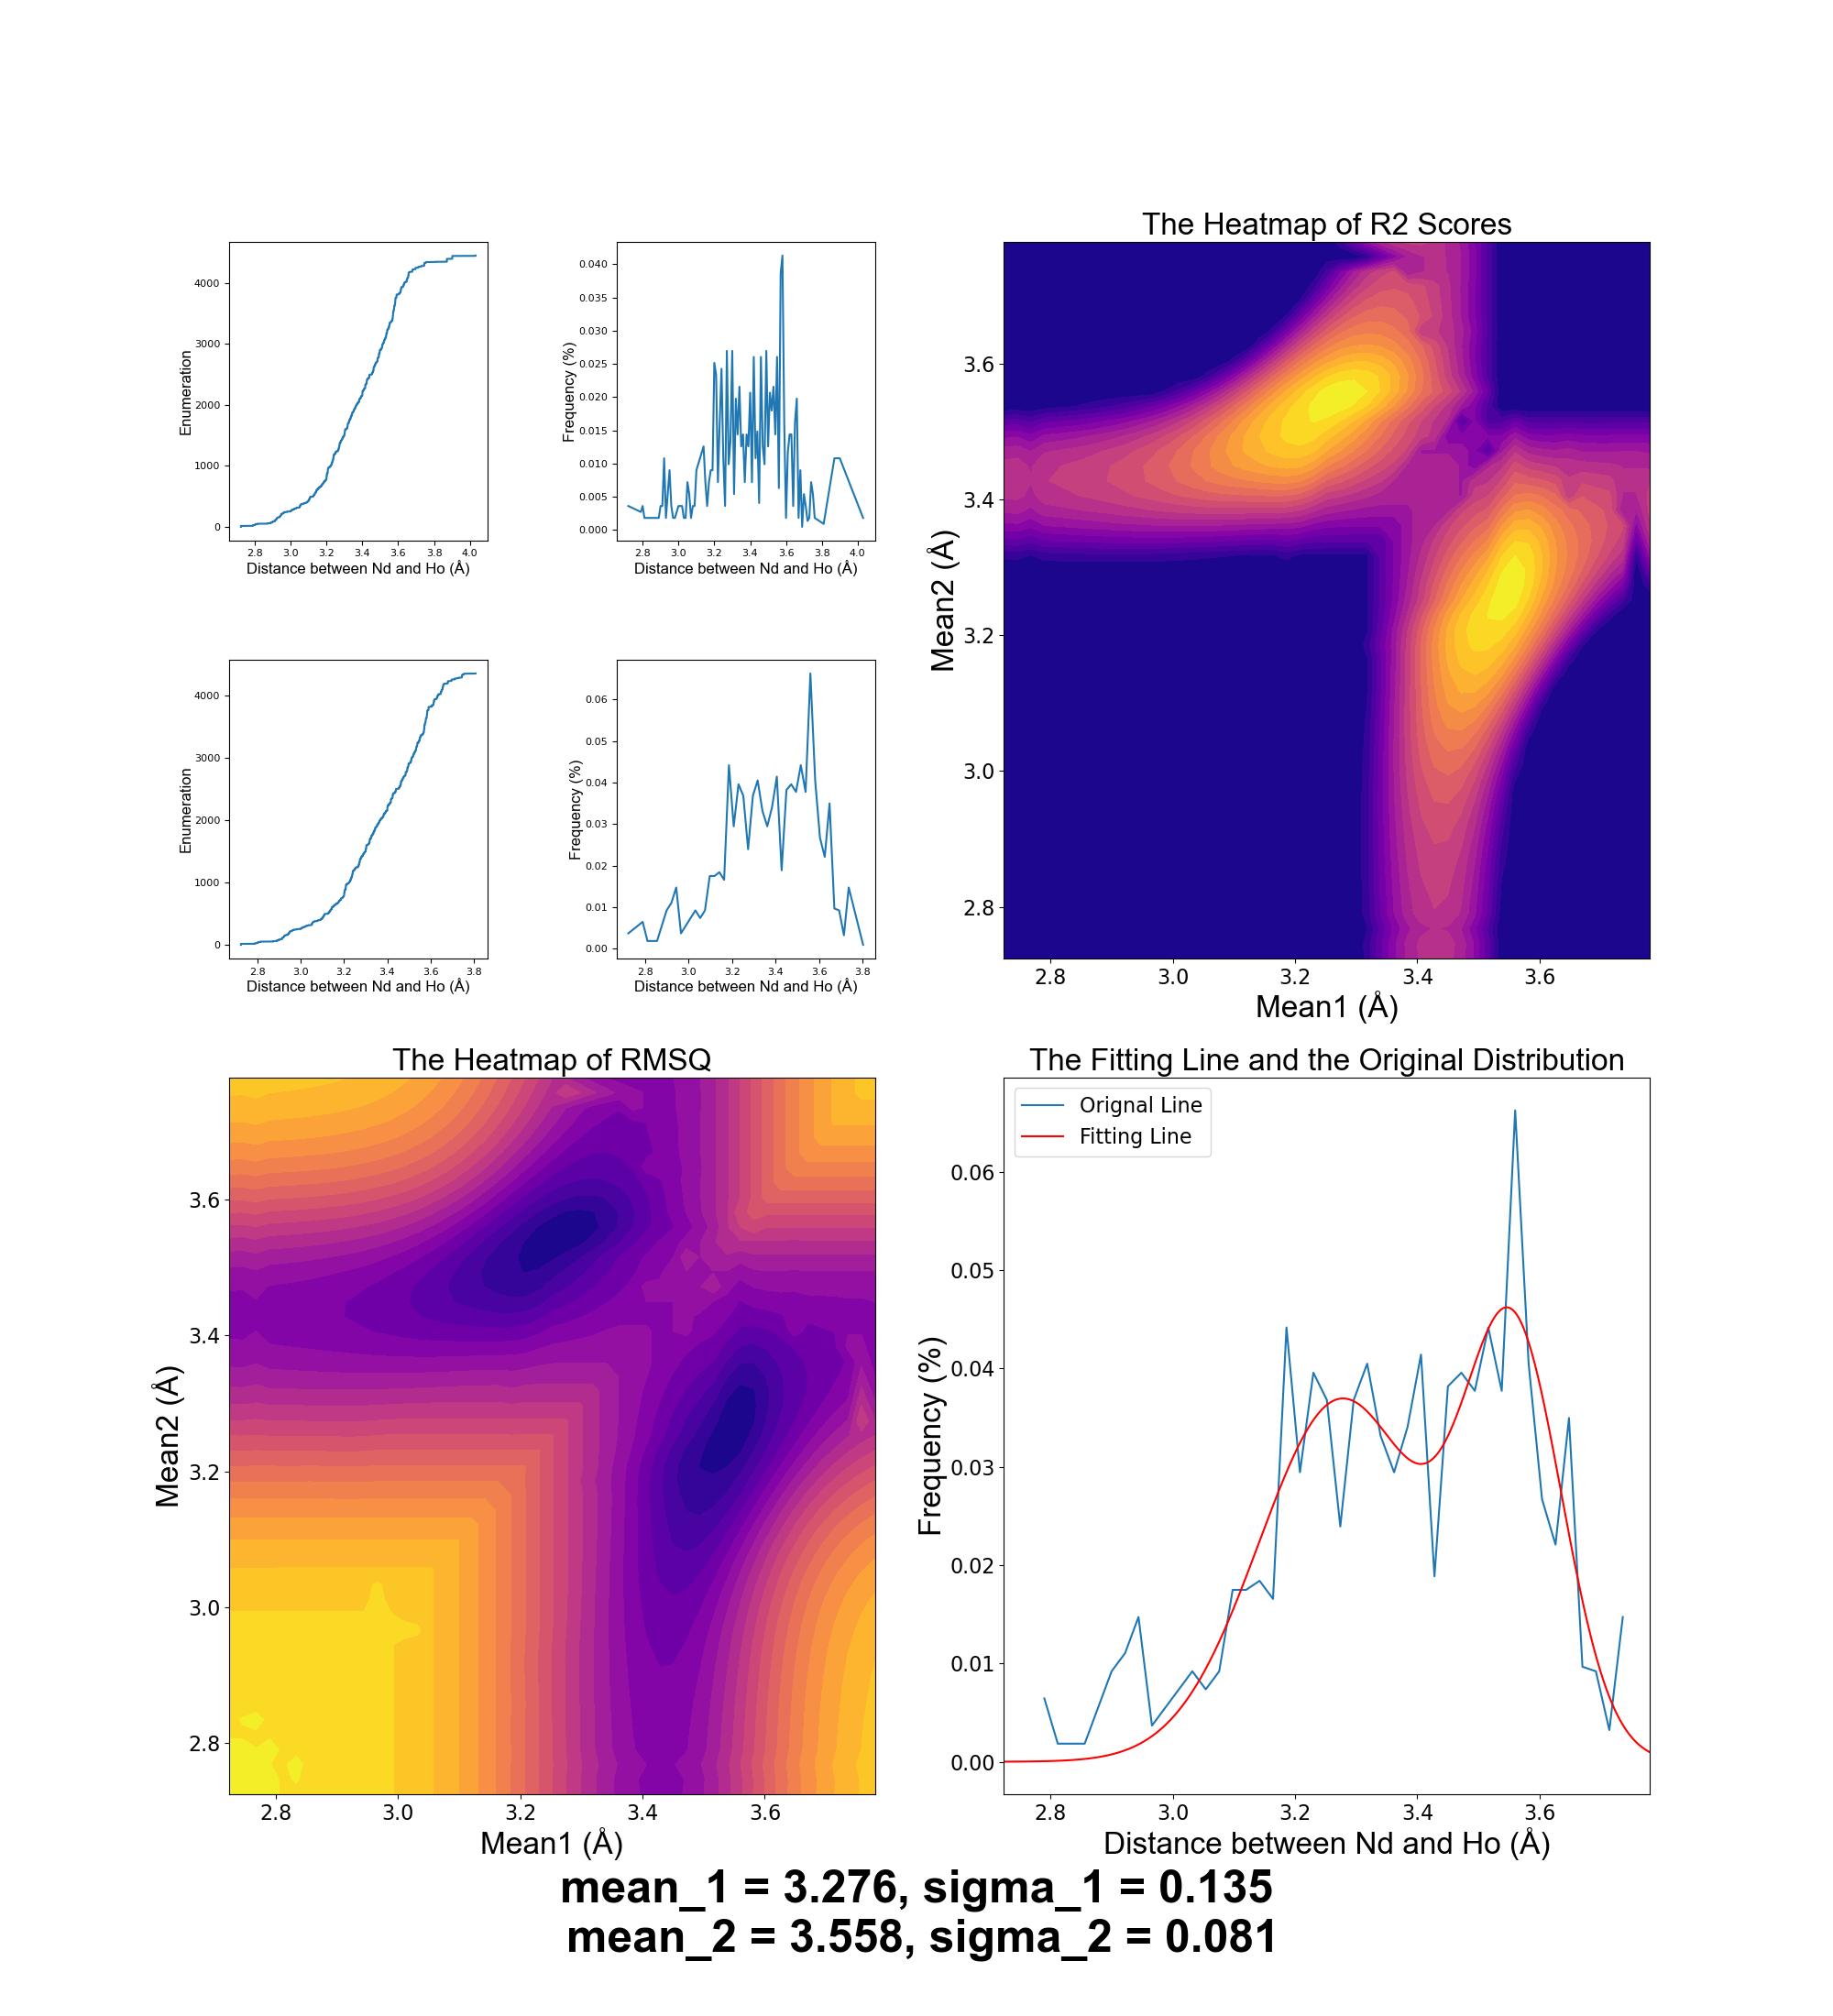 The Heatmap of R2 Scores
Enumeration
4000
3000
2000
1000
0
2.8 3.0 3.2 3.4 3.6 3.8 4.0
Distance between Nd and Ho (Å)
Frequency (%)
0.040
0.035
0.030
0.025
0.020
0.015
0.010
0.005
0.000
2.8 3.0 3.2 3.4 3.6 3.8 4.0
Distance between Nd and Ho (Å)
Mean2 (Å)
3.6
3.4
3.2
3.0
2.8
2.8 3.0 3.2 3.4 3.6
Mean1 (Å)
Enumeration
4000
3000
2000
1000
0
2.8 3.0 3.2 3.4 3.6 3.8
Distance between Nd and Ho (Å)
Frequency (%)
0.06
0.05
0.04
0.03
0.02
0.01
0.00
2.8 3.0 3.2 3.4 3.6 3.8
Distance between Nd and Ho (Å)
The Heatmap of RMSQ
Mean2 (Å)
3.6
3.4
3.2
3.0
2.8
2.8 3.0 3.2 3.4 3.6
Mean1 (Å)
The Fitting Line and the Original Distribution
Orignal Line
Fitting Line
Frequency (%)
0.06
0.05
0.04
0.03
0.02
0.01
0.00
2.8 3.0 3.2 3.4 3.6
Distance between Nd and Ho (Å)
mean_1 = 3.276, sigma_1 = 0.135
mean_2 = 3.558, sigma_2 = 0.081